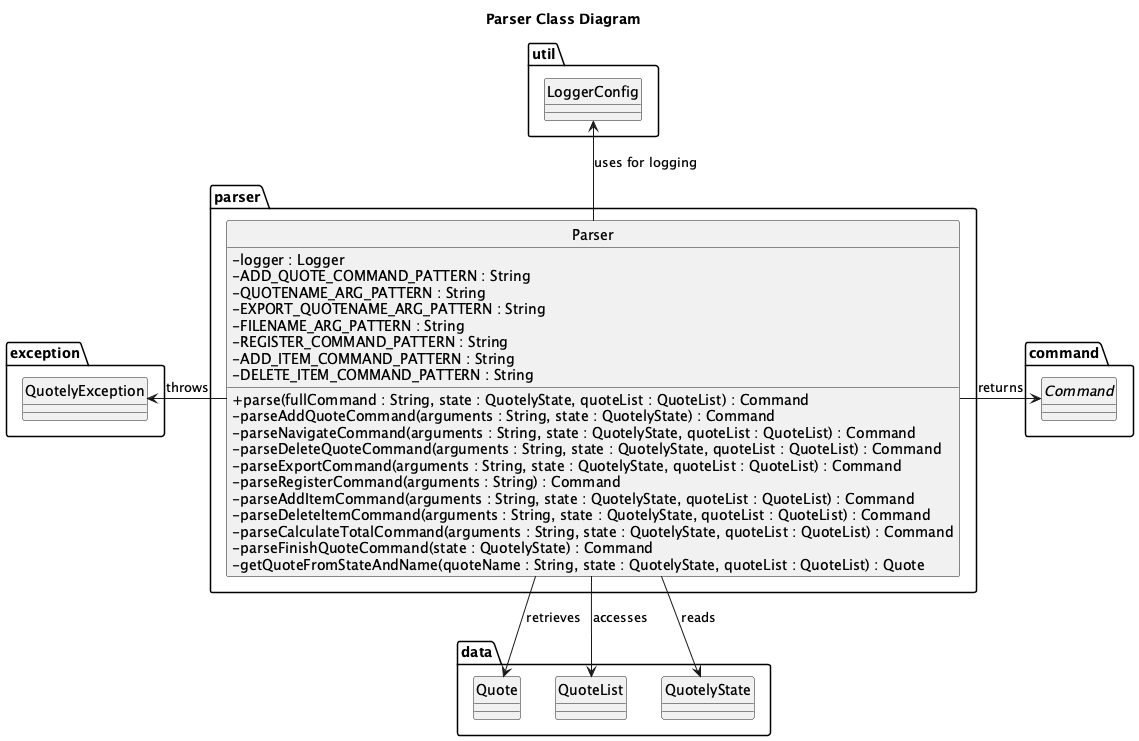 Parser Class Diagram
util
LoggerConfig
uses for logging
parser
Parser
-logger : Logger
-ADD_QUOTE_COMMAND_PATTERN : String
-QUOTENAME_ARG_PATTERN : String
-EXPORT_QUOTENAME_ARG_PATTERN : String
-FILENAME_ARG_PATTERN : String
-REGISTER_COMMAND_PATTERN : String
-ADD_ITEM_COMMAND_PATTERN : String
-DELETE_ITEM_COMMAND_PATTERN : String
+parse(fullCommand : String, state : QuotelyState, quoteList : QuoteList) : Command
-parseAddQuoteCommand(arguments : String, state : QuotelyState) : Command
-parseNavigateCommand(arguments : String, state : QuotelyState, quoteList : QuoteList) : Command
-parseDeleteQuoteCommand(arguments : String, state : QuotelyState, quoteList : QuoteList) : Command
-parseExportCommand(arguments : String, state : QuotelyState, quoteList : QuoteList) : Command
-parseRegisterCommand(arguments : String) : Command
-parseAddItemCommand(arguments : String, state : QuotelyState, quoteList : QuoteList) : Command
-parseDeleteItemCommand(arguments : String, state : QuotelyState, quoteList : QuoteList) : Command
-parseCalculateTotalCommand(arguments : String, state : QuotelyState, quoteList : QuoteList) : Command
-parseFinishQuoteCommand(state : QuotelyState) : Command
-getQuoteFromStateAndName(quoteName : String, state : QuotelyState, quoteList : QuoteList) : Quote
exception
QuotelyException
throws
command
Command
returns
retrieves
accesses
reads
data
Quote
QuoteList
QuotelyState